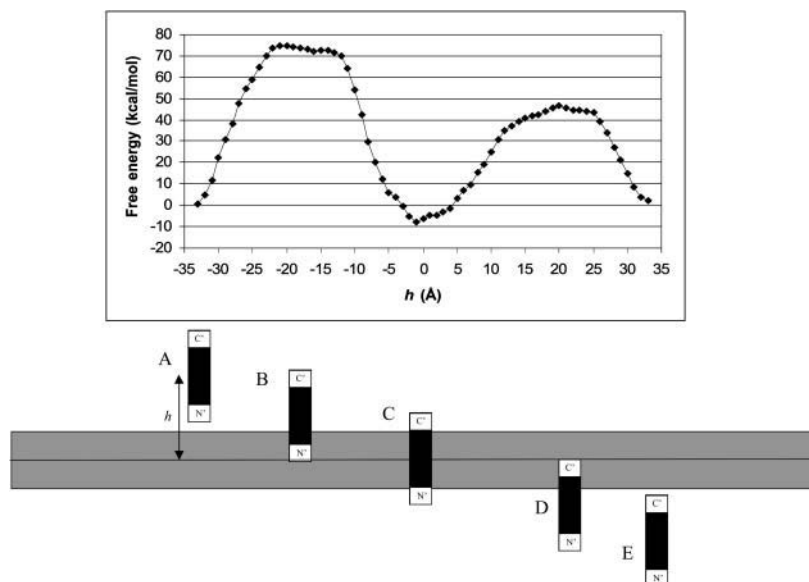 Free energy (kcal/mol)
80
70
60
50
40
30
20
10
0
-10
-20
-35 -30 -25 -20 -15 -10 -5 0 5 10 15 20 25 30 35
h (Å)
A
C'
N'
h
B
C'
N'
C
C'
N'
D
C'
N'
E
C'
N'